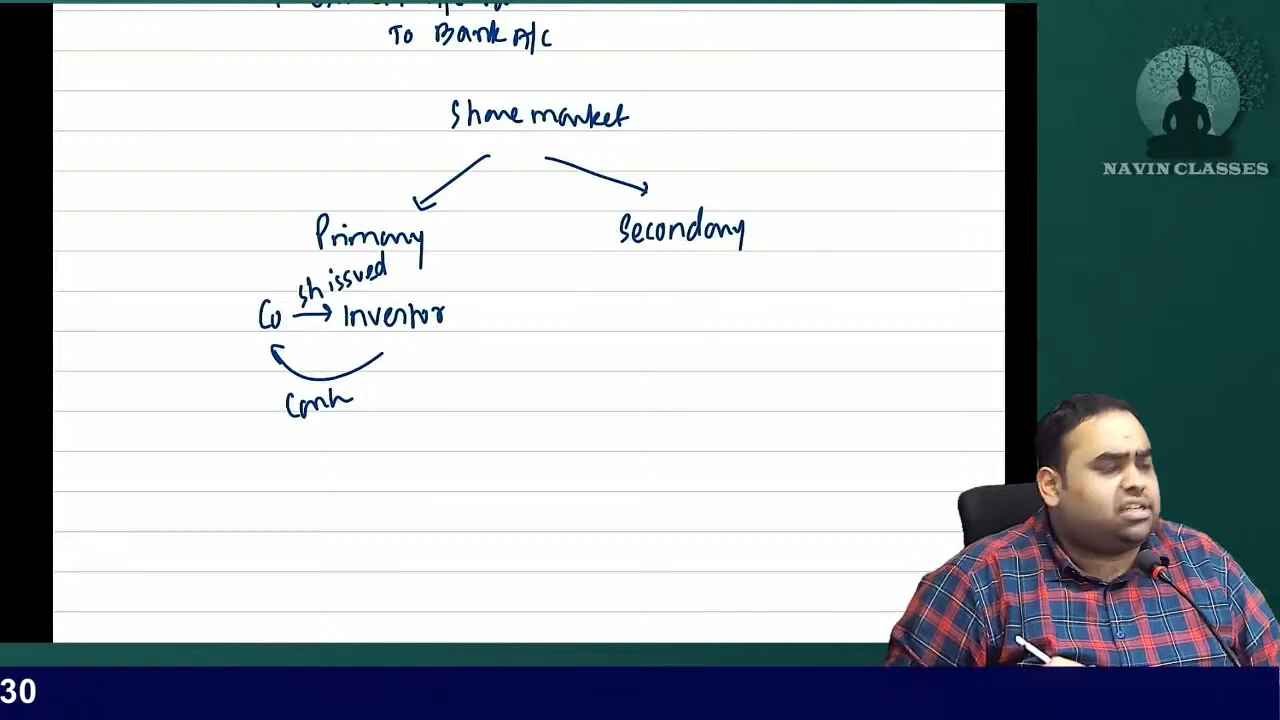 To Bank A/c
Share market
Primary
Secondary
sh issued
Co → Investor
Cash
NAVIN CLASSES
30